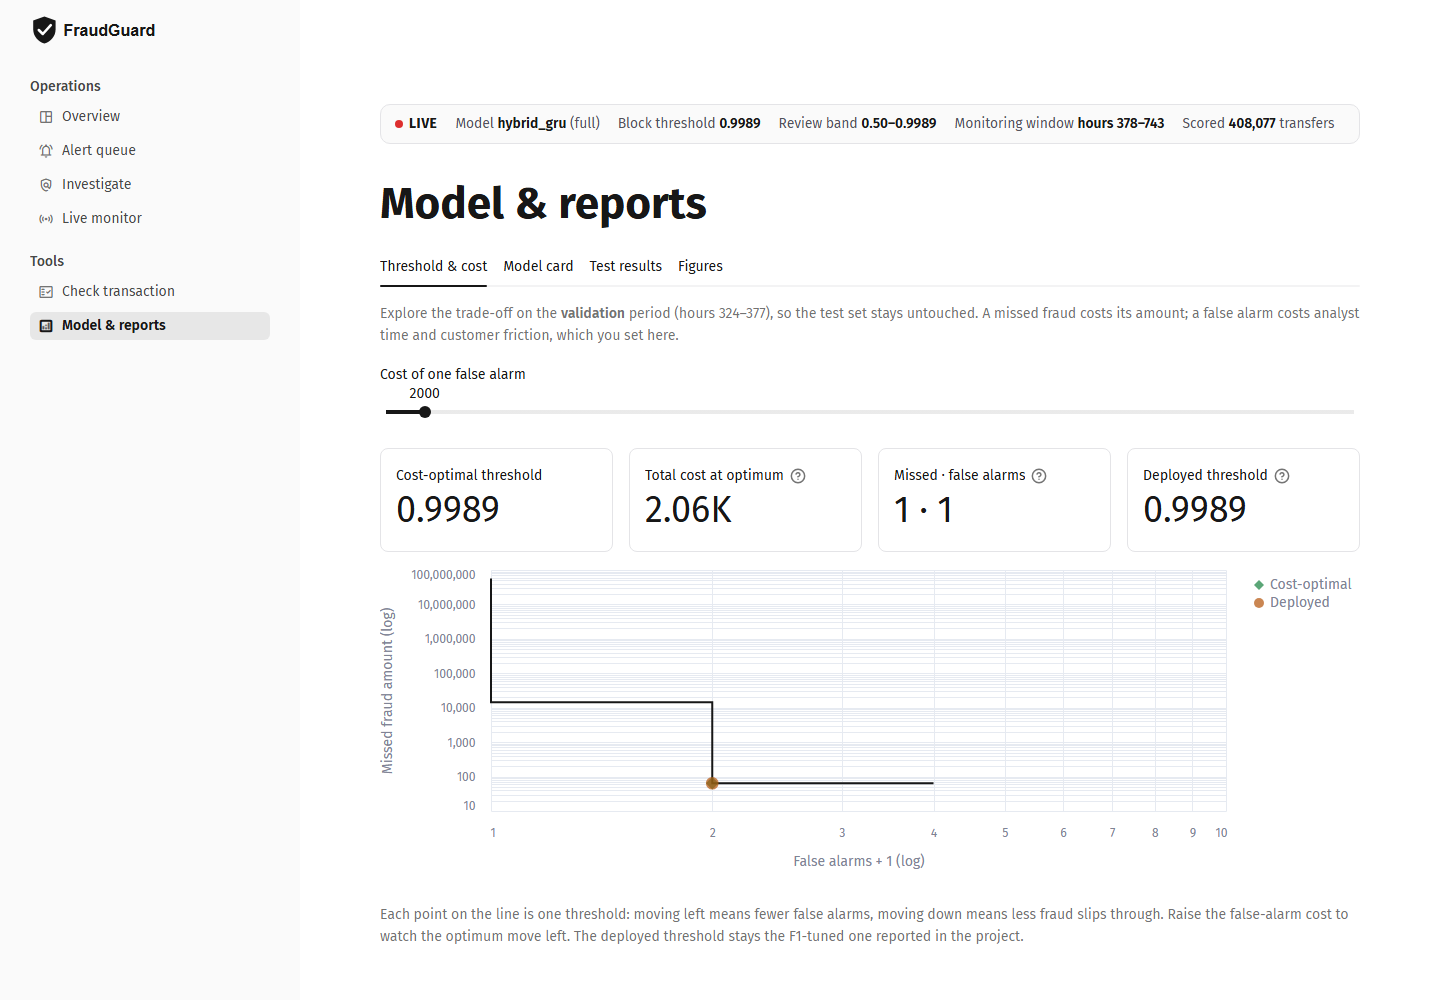 FraudGuard
Operations
Overview
Alert queue
Investigate
Live monitor
Tools
Check transaction
Model & reports
LIVE Model hybrid_gru (full) Block threshold 0.9989 Review band 0.50–0.9989 Monitoring window hours 378–743 Scored 408,077 transfers
Model & reports
Threshold & cost Model card Test results Figures
Explore the trade-off on the validation period (hours 324–377), so the test set stays untouched. A missed fraud costs its amount; a false alarm costs analyst
time and customer friction, which you set here.
Cost of one false alarm
2000
Cost-optimal threshold
0.9989
Total cost at optimum
2.06K
Missed · false alarms
1 · 1
Deployed threshold
0.9989
Missed fraud amount (log)
100,000,000
10,000,000
1,000,000
100,000
10,000
1,000
100
10
1 2 3 4 5 6 7 8 9 10
False alarms + 1 (log)
Cost-optimal
Deployed
Each point on the line is one threshold: moving left means fewer false alarms, moving down means less fraud slips through. Raise the false-alarm cost to
watch the optimum move left. The deployed threshold stays the F1-tuned one reported in the project.